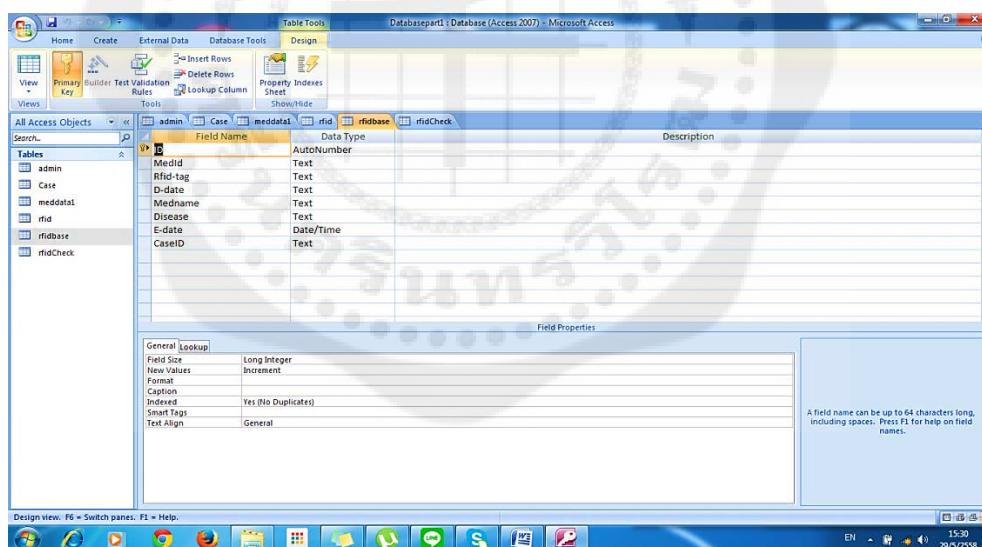 Table Tools
Databasepart1 : Database (Access 2007) - Microsoft Access
Home Create External Data Database Tools Design
View
Primary Key
Builder
Test Validation Rules
Insert Rows
Delete Rows
Lookup Column
Property Sheet
Indexes
Views
Tools
Show/Hide
All Access Objects
Search..
Tables
admin
Case
meddata1
rfid
rfidbase
rfidCheck
admin Case meddata1 rfid rfidbase rfidCheck
Field Name Data Type Description
ID AutoNumber
MedId Text
Rfid-tag Text
D-date Text
Medname Text
Disease Text
E-date Date/Time
CaseID Text
Field Properties
General Lookup
Field Size Long Integer
New Values Increment
Format
Caption
Indexed Yes (No Duplicates)
Smart Tags
Text Align General
A field name can be up to 64 characters long,
including spaces. Press F1 for help on field
names.
Design view. F6 = Switch panes. F1 = Help.
LINE
EN
15:30
29/5/2558